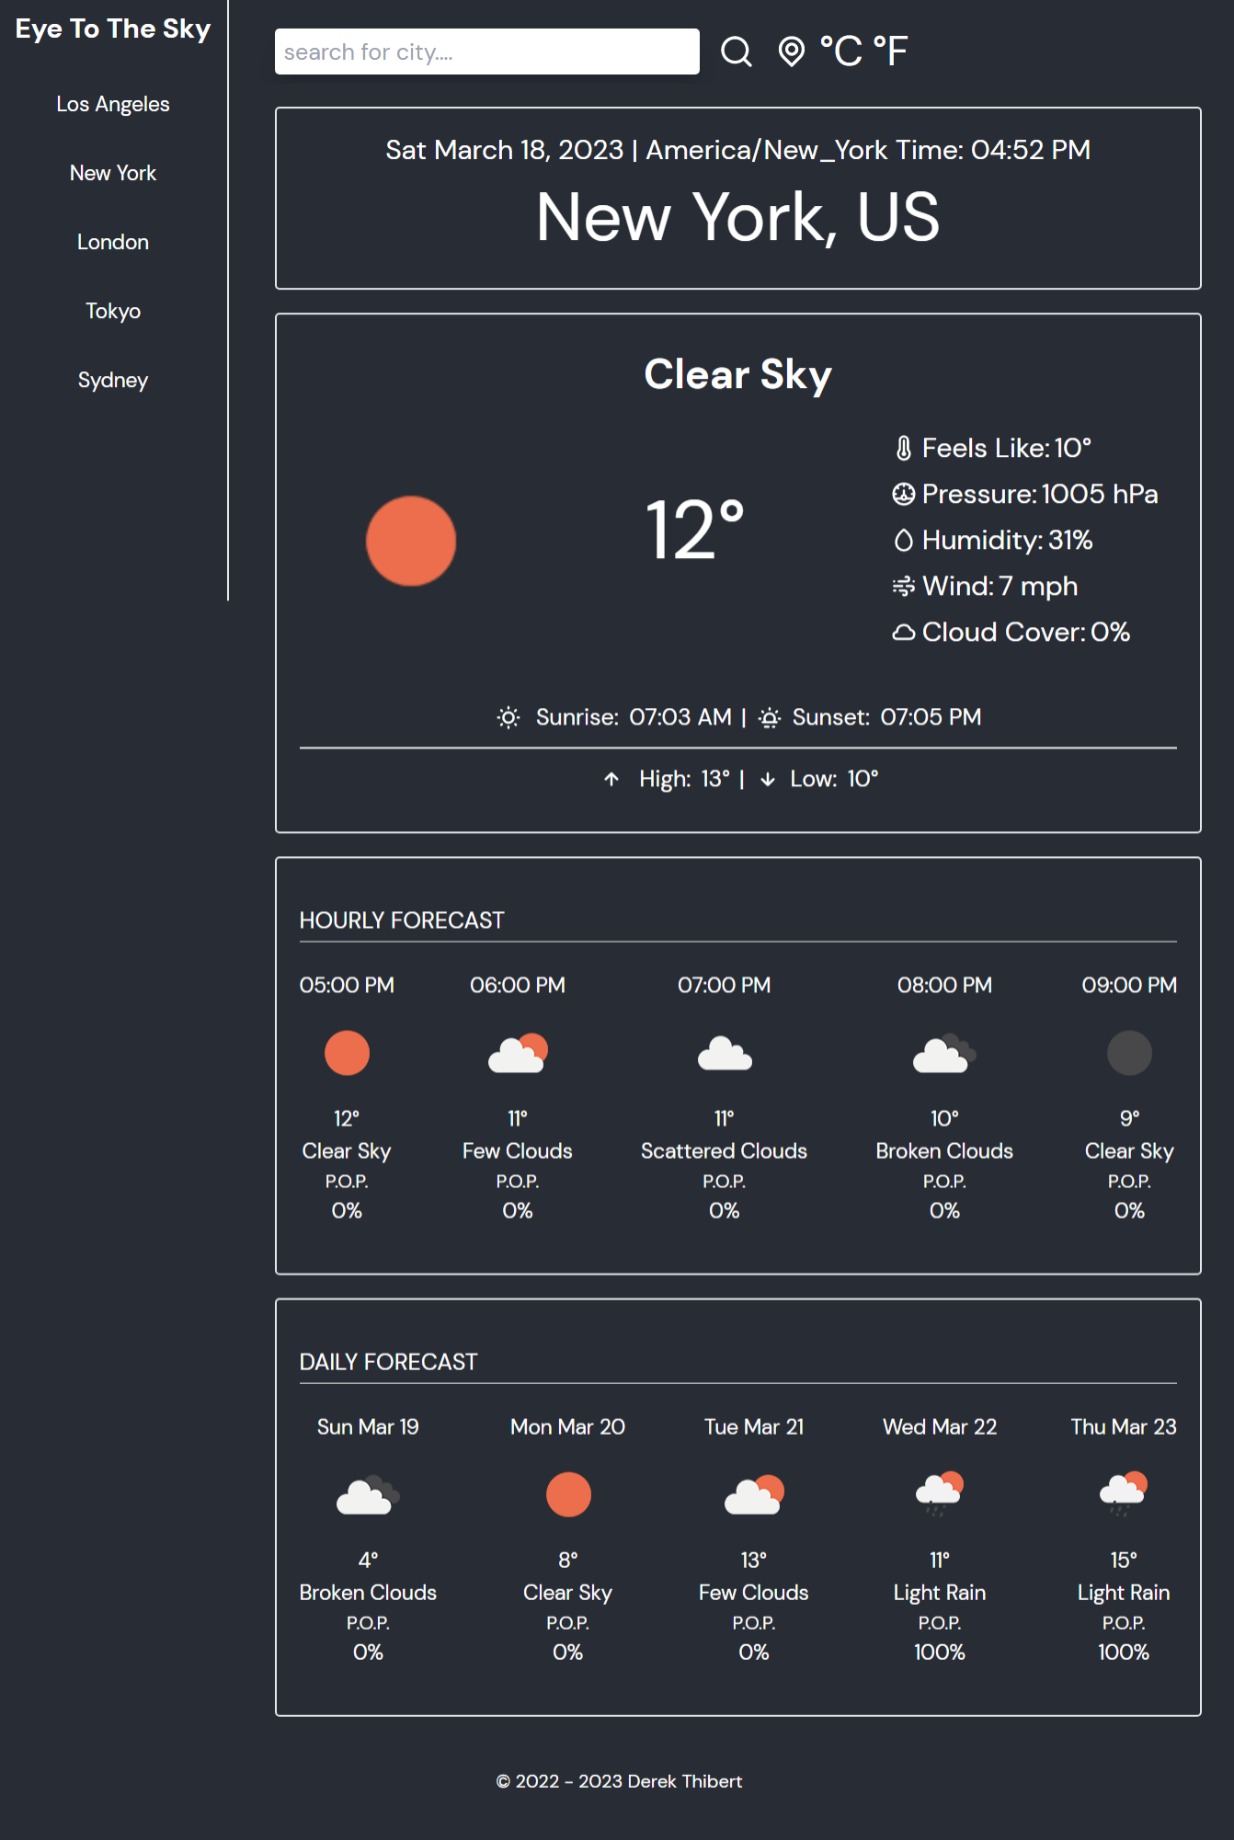 Eye To The Sky
Los Angeles
New York
London
Tokyo
Sydney
search for city....
°C °F
Sat March 18, 2023 | America/New_York Time: 04:52 PM
New York, US
Clear Sky
12°
Feels Like: 10°
Pressure: 1005 hPa
Humidity: 31%
Wind: 7 mph
Cloud Cover: 0%
Sunrise: 07:03 AM | Sunset: 07:05 PM
High: 13° | Low: 10°
HOURLY FORECAST
05:00 PM 06:00 PM 07:00 PM 08:00 PM 09:00 PM
12° 11° 11° 10° 9°
Clear Sky Few Clouds Scattered Clouds Broken Clouds Clear Sky
P.O.P. P.O.P. P.O.P. P.O.P. P.O.P.
0% 0% 0% 0% 0%
DAILY FORECAST
Sun Mar 19 Mon Mar 20 Tue Mar 21 Wed Mar 22 Thu Mar 23
4° 8° 13° 11° 15°
Broken Clouds Clear Sky Few Clouds Light Rain Light Rain
P.O.P. P.O.P. P.O.P. P.O.P. P.O.P.
0% 0% 0% 100% 100%
© 2022 - 2023 Derek Thibert